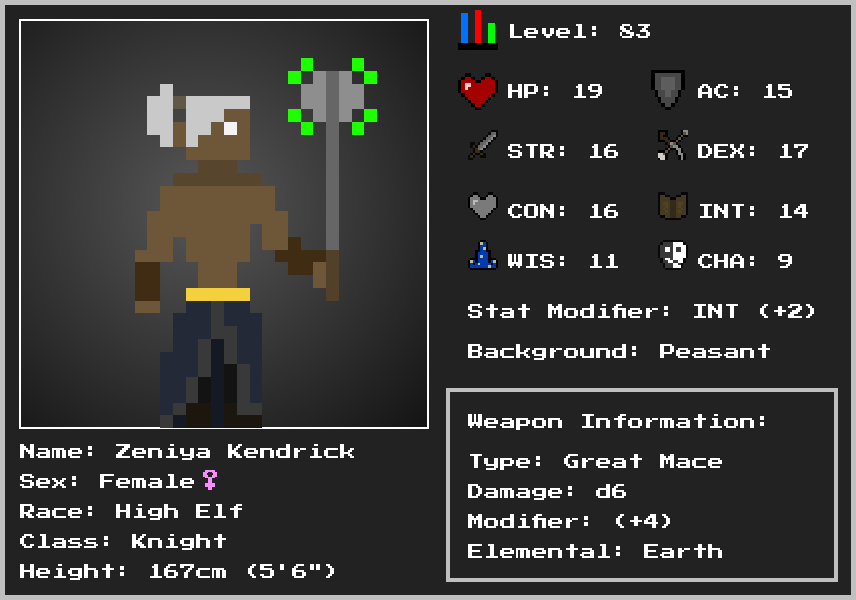 Level: 83
HP: 19 AC: 15
STR: 16 DEX: 17
CON: 16 INT: 14
WIS: 11 CHA: 9
Stat Modifier: INT (+2)
Background: Peasant
Weapon Information:
Type: Great Mace
Damage: d6
Modifier: (+4)
Elemental: Earth
Name: Zeniya Kendrick
Sex: Female♀
Race: High Elf
Class: Knight
Height: 167cm (5'6")